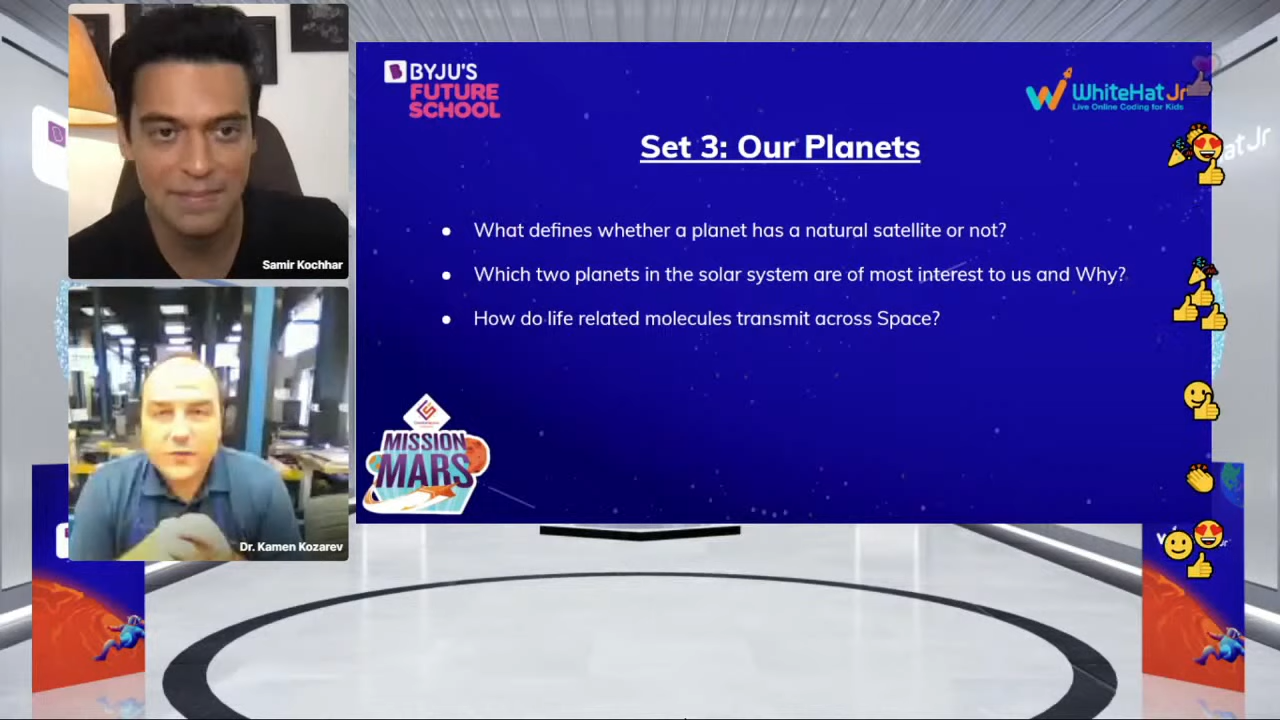 BYJU'S
FUTURE
SCHOOL
WhiteHat Jr
Live Online Coding for Kids
Set 3: Our Planets
What defines whether a planet has a natural satellite or not?
Which two planets in the solar system are of most interest to us and Why?
How do life related molecules transmit across Space?
MISSION
MARS
Samir Kochhar
Dr. Kamen Kozarev
hat Jr